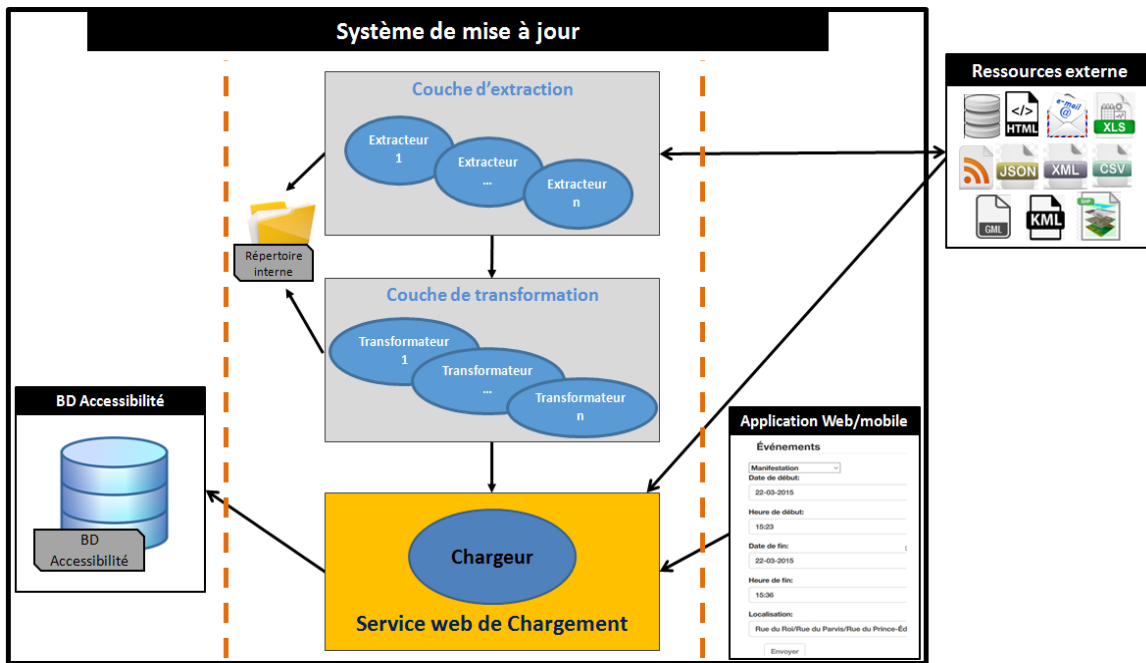 Système de mise à jour
Couche d'extraction
Extracteur
1
Extracteur
...
Extracteur
n
Répertoire
interne
Couche de transformation
Transformateur
1
Transformateur
...
Transformateur
n
BD Accessibilité
BD
Accessibilité
Chargeur
Service web de Chargement
Ressources externe
</>
HTML
e-mail
@
XLS
JSON
XML
CSV
GML
KML
SHP
Application Web/mobile
Événements
Manifestation
Date de début:
22-03-2015
Heure de début:
15:23
Date de fin:
22-03-2015
Heure de fin:
15:36
Localisation:
Rue du Roi/Rue du Parvis/Rue du Prince-Éd
Envoyer